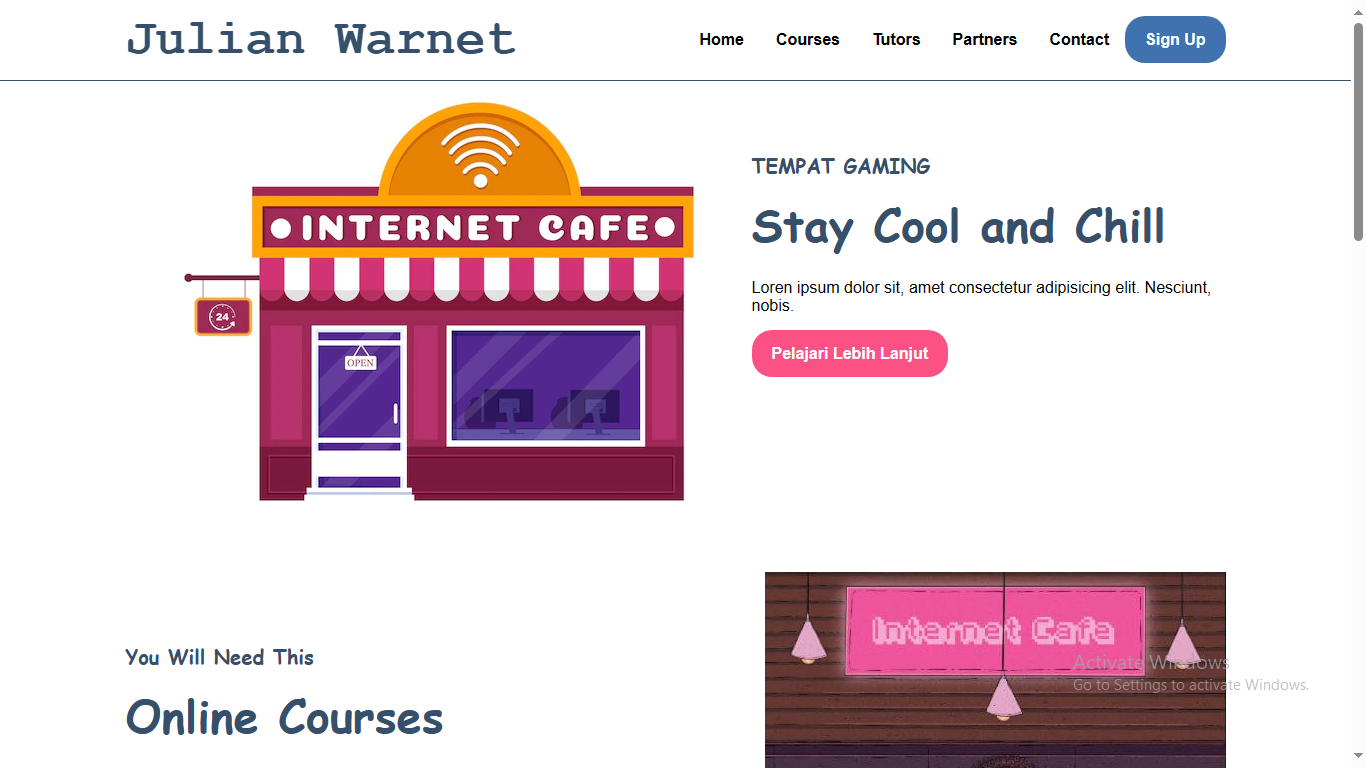 Julian Warnet
Home Courses Tutors Partners Contact Sign Up
INTERNET CAFE
24
OPEN
TEMPAT GAMING
Stay Cool and Chill
Loren ipsum dolor sit, amet consectetur adipisicing elit. Nesciunt,
nobis.
Pelajari Lebih Lanjut
You Will Need This
Online Courses
Internet Cafe
Activate Windows
Go to Settings to activate Windows.